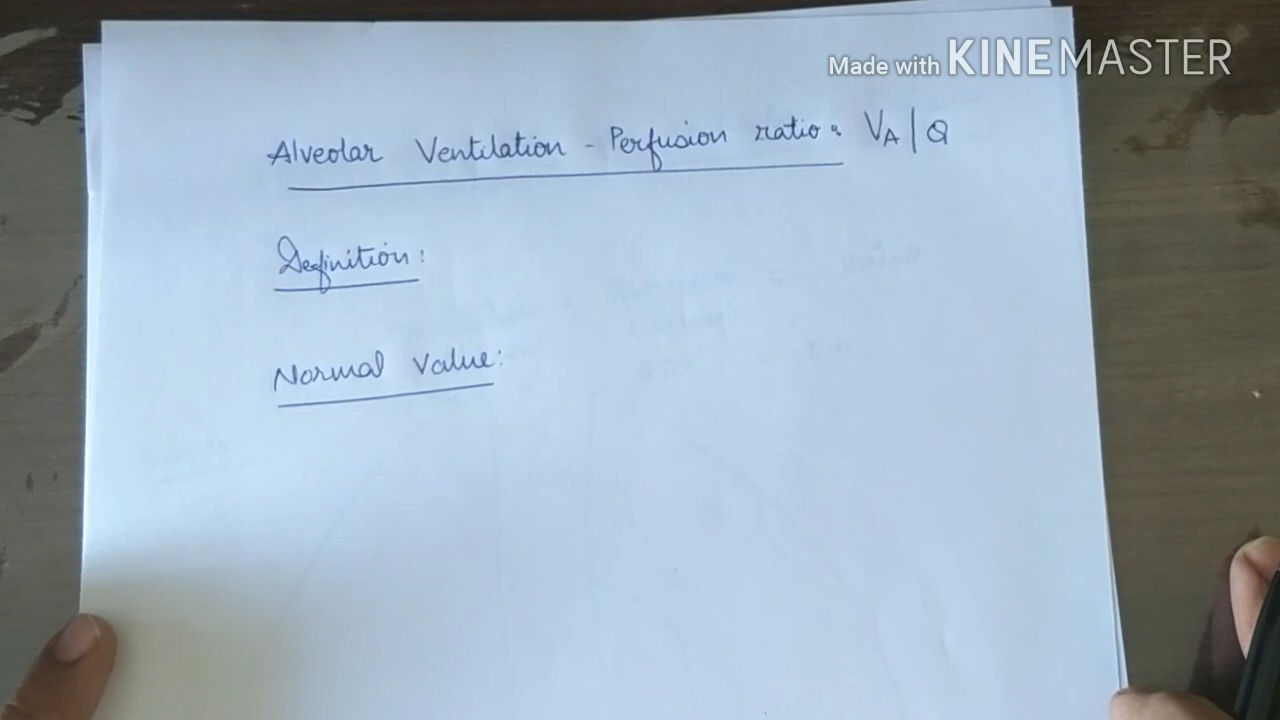 Made with KINEMASTER
Alveolar Ventilation - Perfusion ratio: VA/Q
Definition:
Normal value: